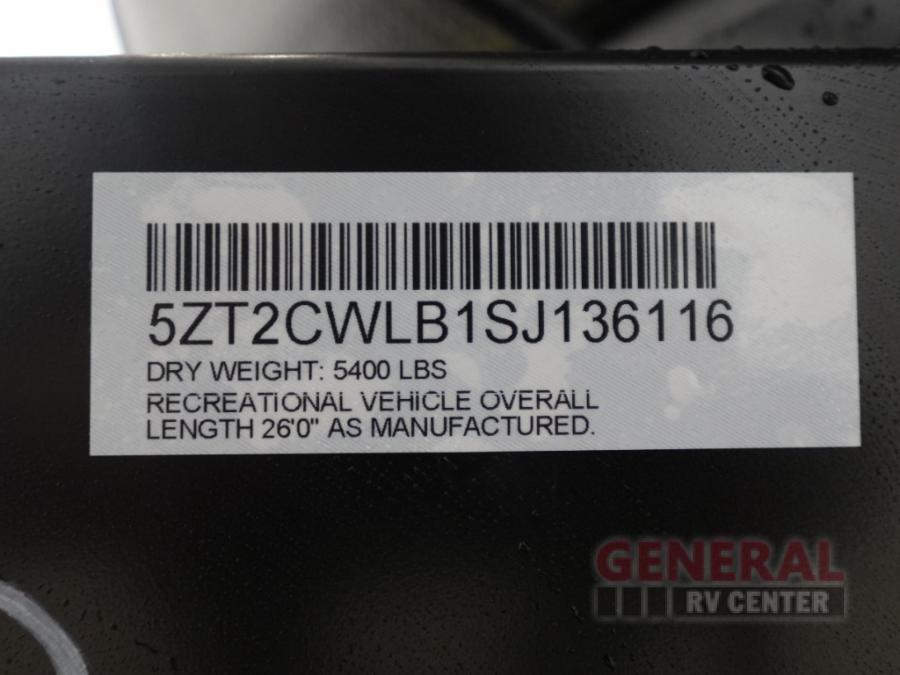 5ZT2CWLB1SJ136116
DRY WEIGHT: 5400 LBS
RECREATIONAL VEHICLE OVERALL
LENGTH 26'0" AS MANUFACTURED.
GENERAL
RV CENTER